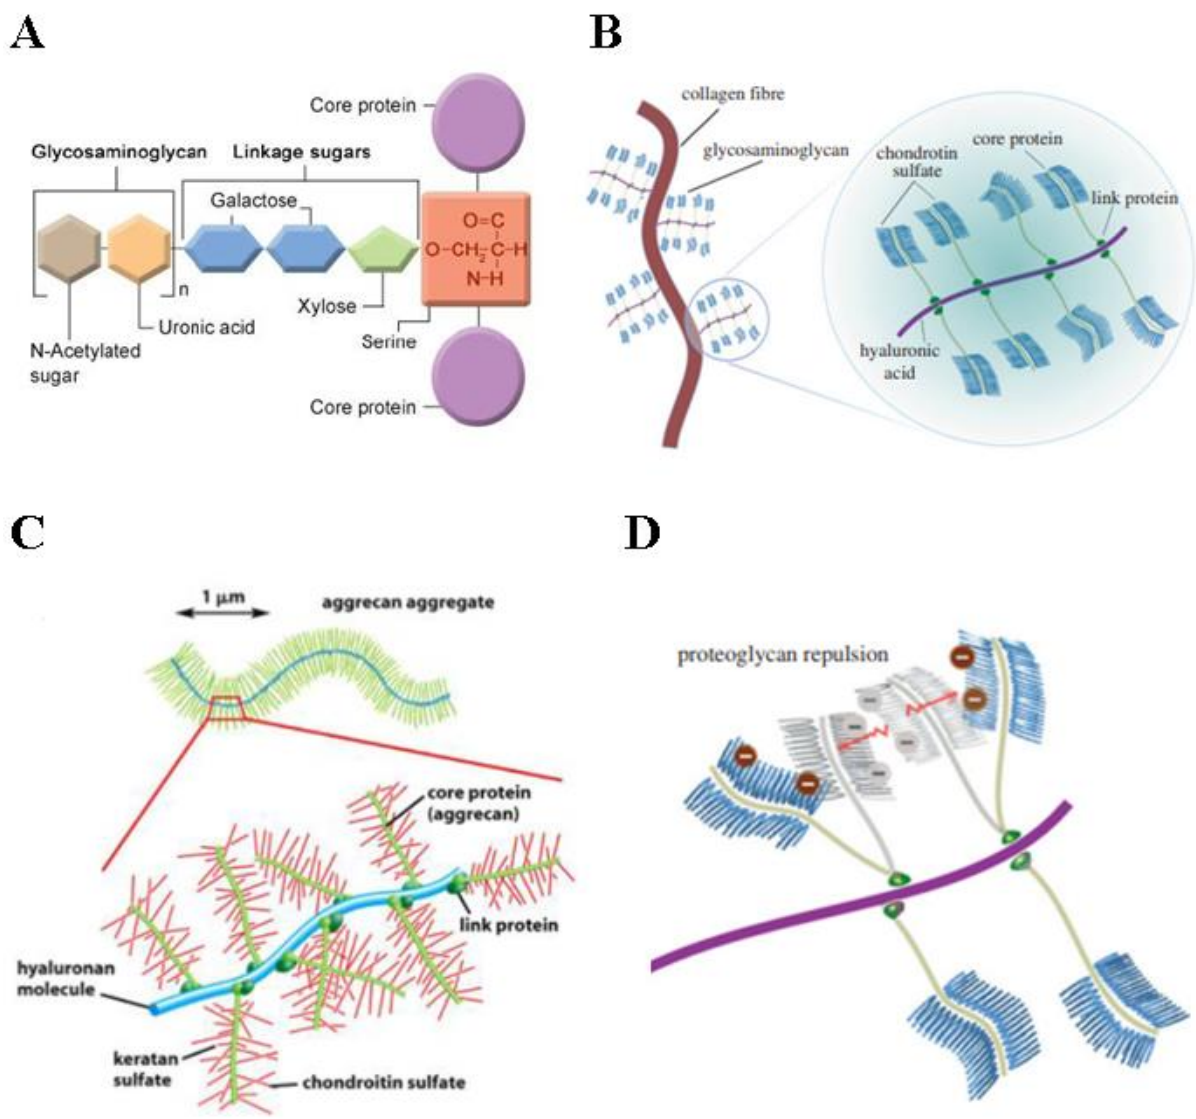 A
Core protein
Glycosaminoglycan
Linkage sugars
Galactose
O=C
O-CH2-C-H
N-H
n
Xylose
Uronic acid
Serine
N-Acetylated
sugar
Core protein
B
collagen fibre
glycosaminoglycan
core protein
chondrotin
sulfate
link protein
hyaluronic
acid
C
1 μm
aggrecan aggregate
core protein
(aggrecan)
link protein
hyaluronan
molecule
keratan
sulfate
chondroitin sulfate
D
proteoglycan repulsion